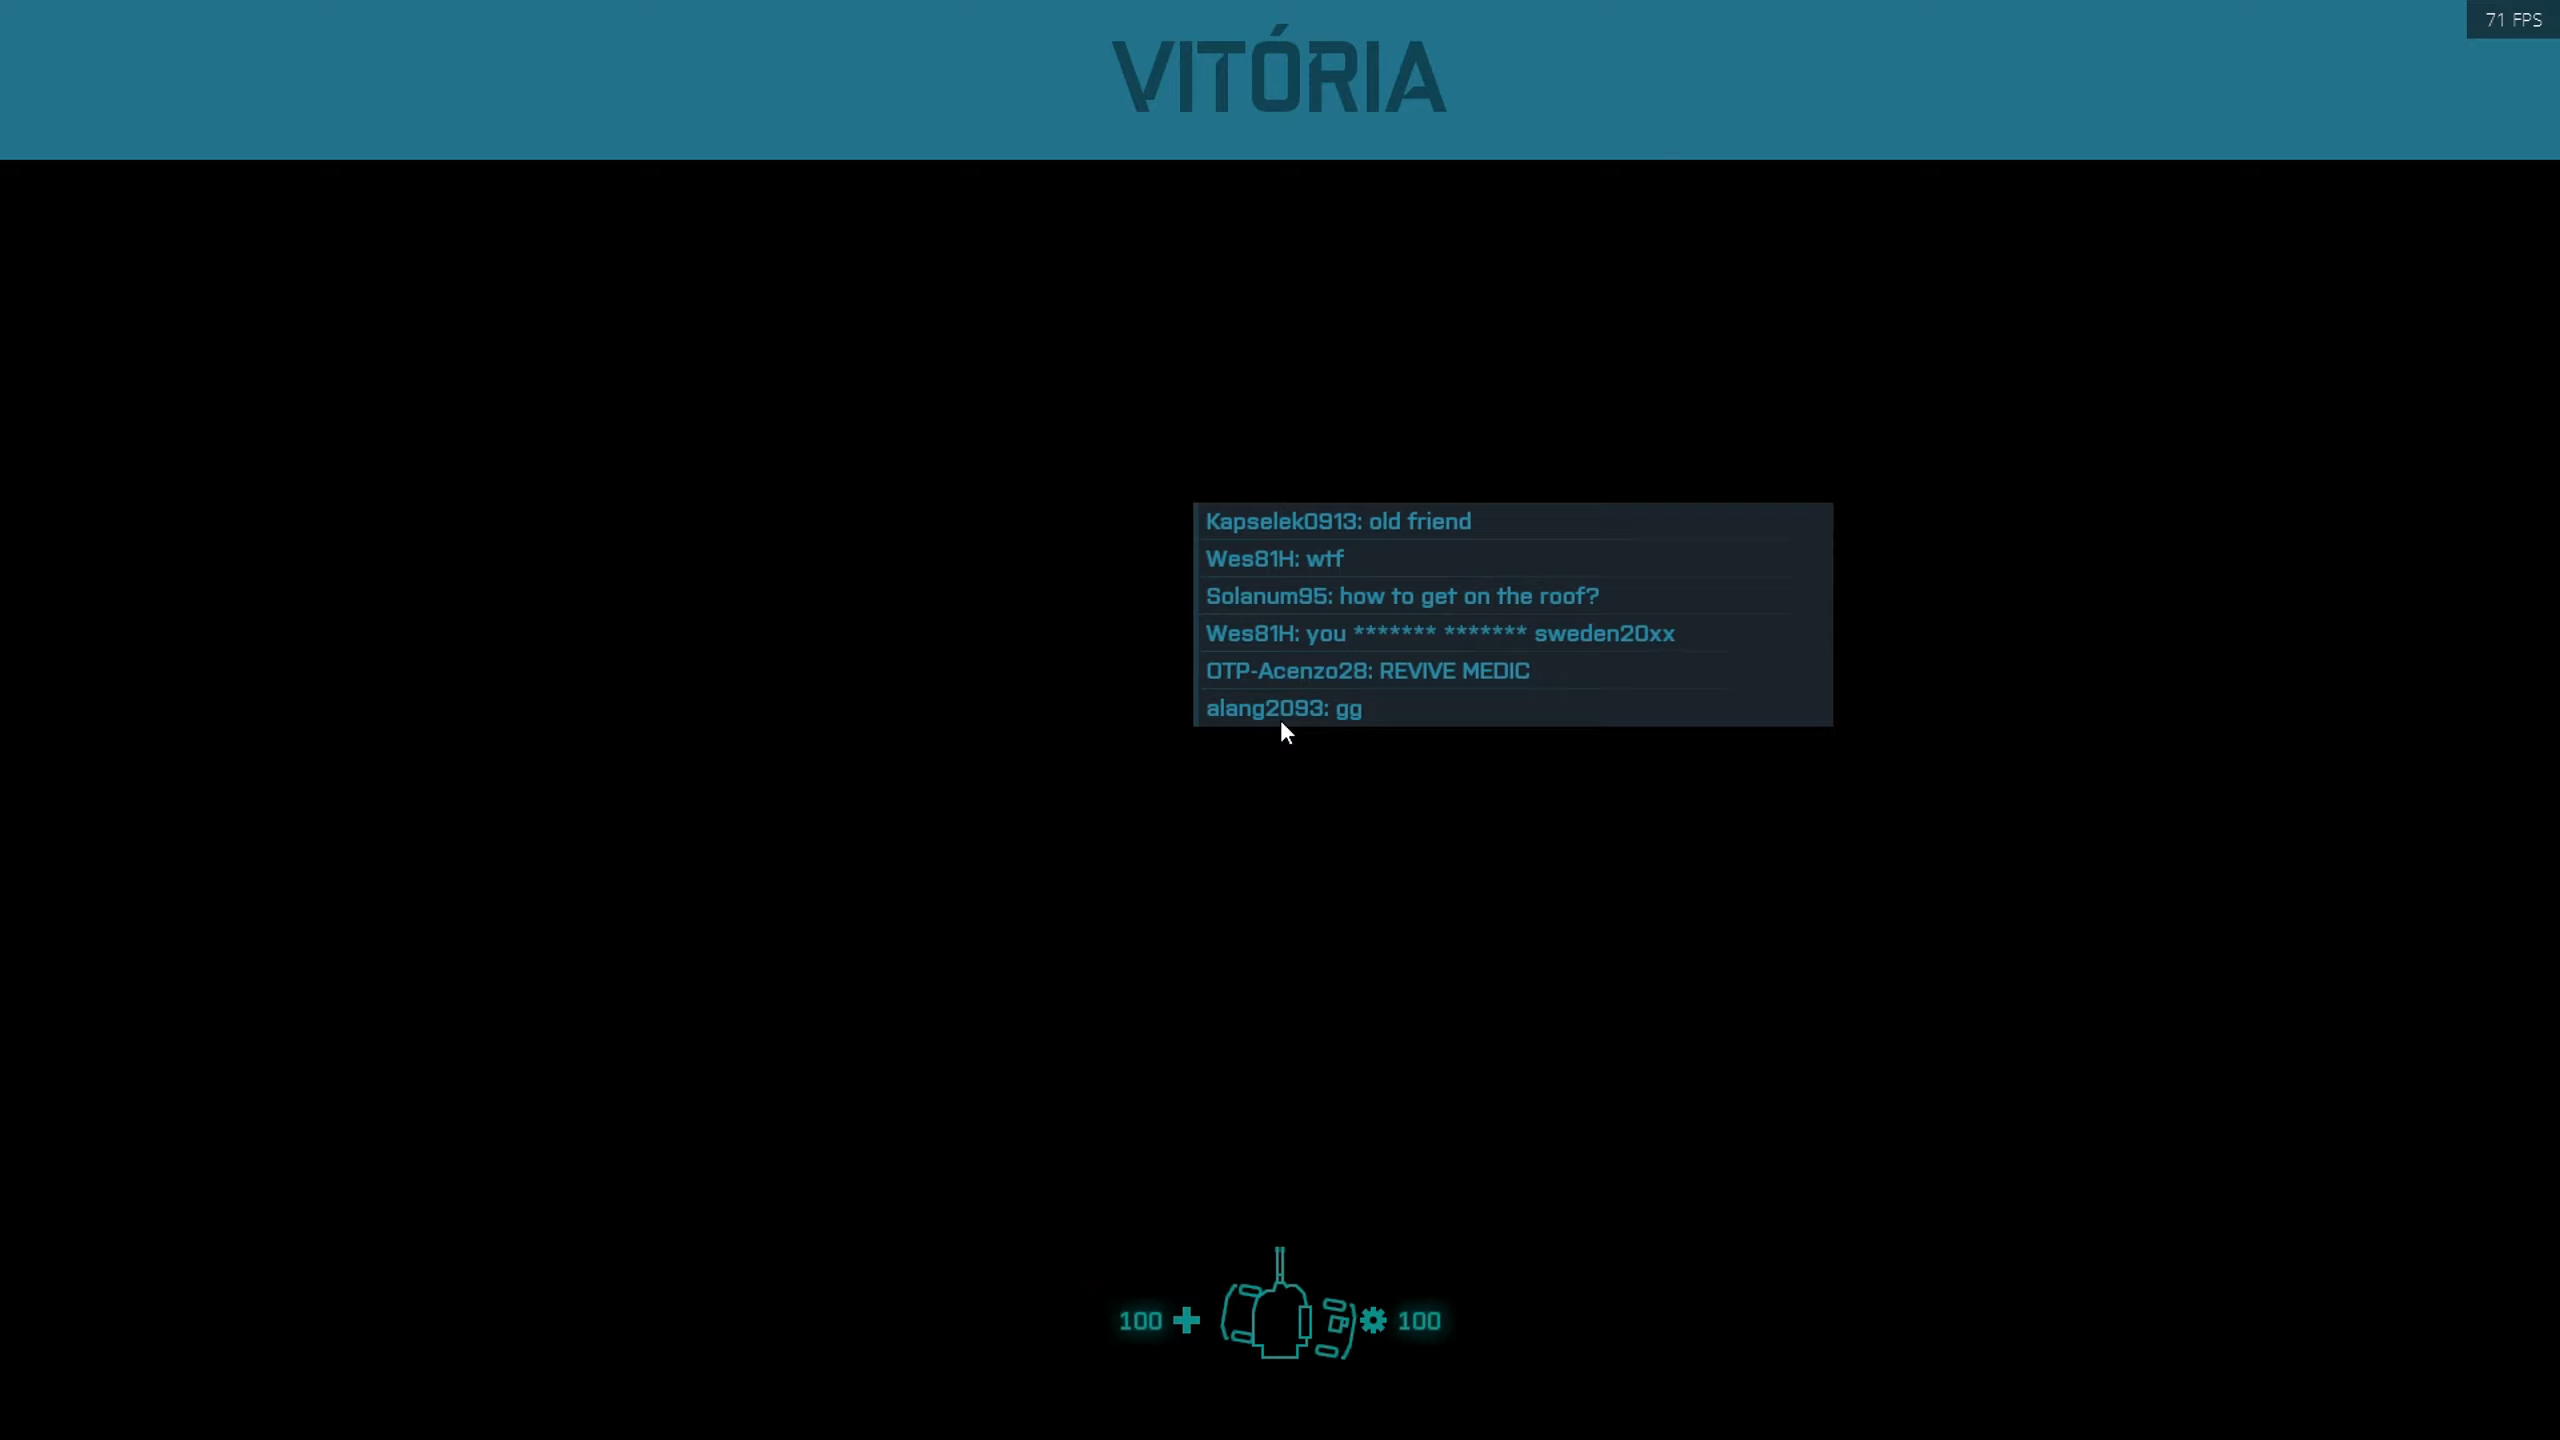 71 FPS
VITÓRIA
Kapselek0913: old friend
Wes81H: wtf
Solanum95: how to get on the roof?
Wes81H: you ******* ******* sweden20xx
OTP-Acenzo28: REVIVE MEDIC
alang2093: gg
100 100